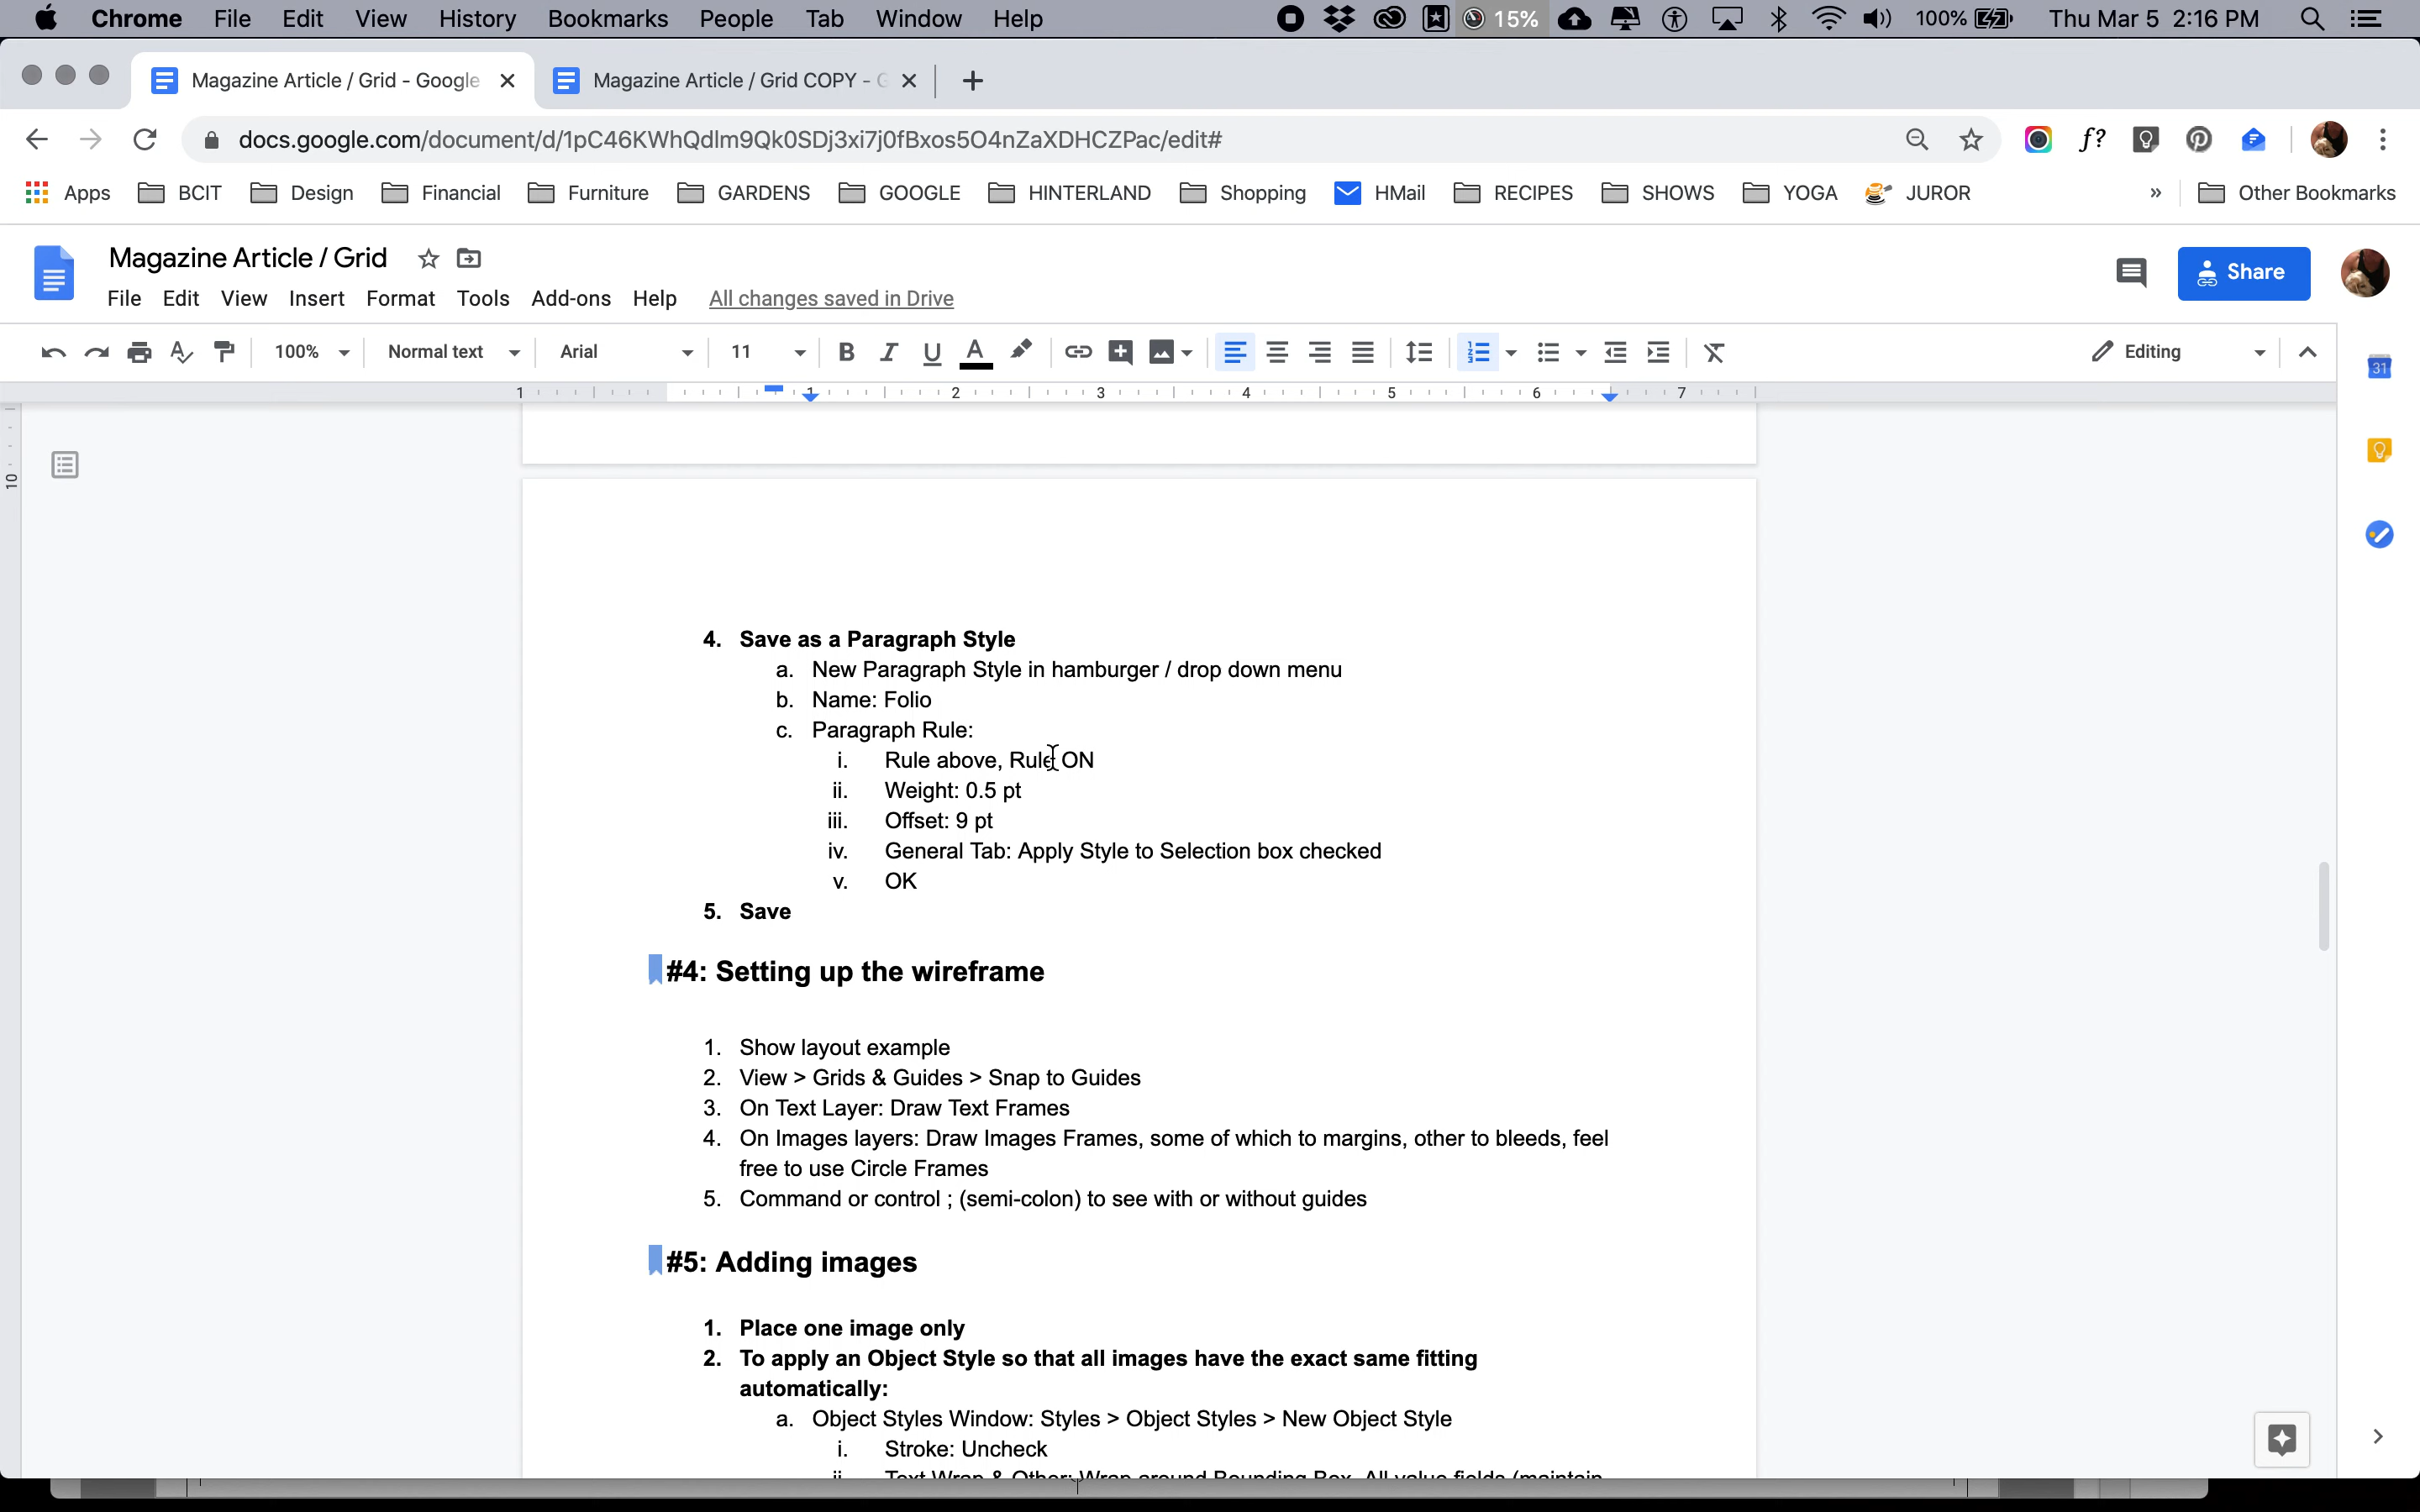 Chrome File Edit View History Bookmarks People Tab Window Help 15% 100% Thu Mar 5 2:16 PM
Magazine Article / Grid - Google Magazine Article / Grid COPY - G
docs.google.com/document/d/1pC46KWhQdlm9Qk0SDj3xi7j0fBxos5O4nZaXDHCZPac/edit# f?
Apps BCIT Design Financial Furniture GARDENS GOOGLE HINTERLAND Shopping HMail RECIPES SHOWS YOGA JUROR » Other Bookmarks
Magazine Article / Grid
Share
File Edit View Insert Format Tools Add-ons Help All changes saved in Drive
100% Normal text Arial 11 B I U A Editing
31
1 1 2 3 4 5 6 7
10
4. Save as a Paragraph Style
a. New Paragraph Style in hamburger / drop down menu
b. Name: Folio
c. Paragraph Rule:
i. Rule above, Rule ON
ii. Weight: 0.5 pt
iii. Offset: 9 pt
iv. General Tab: Apply Style to Selection box checked
v. OK
5. Save
#4: Setting up the wireframe
1. Show layout example
2. View > Grids & Guides > Snap to Guides
3. On Text Layer: Draw Text Frames
4. On Images layers: Draw Images Frames, some of which to margins, other to bleeds, feel
free to use Circle Frames
5. Command or control ; (semi-colon) to see with or without guides
#5: Adding images
1. Place one image only
2. To apply an Object Style so that all images have the exact same fitting
automatically:
a. Object Styles Window: Styles > Object Styles > New Object Style
i. Stroke: Uncheck
ii. Text Wrap & Other: Wrap around Bounding Box, All value fields (maintain